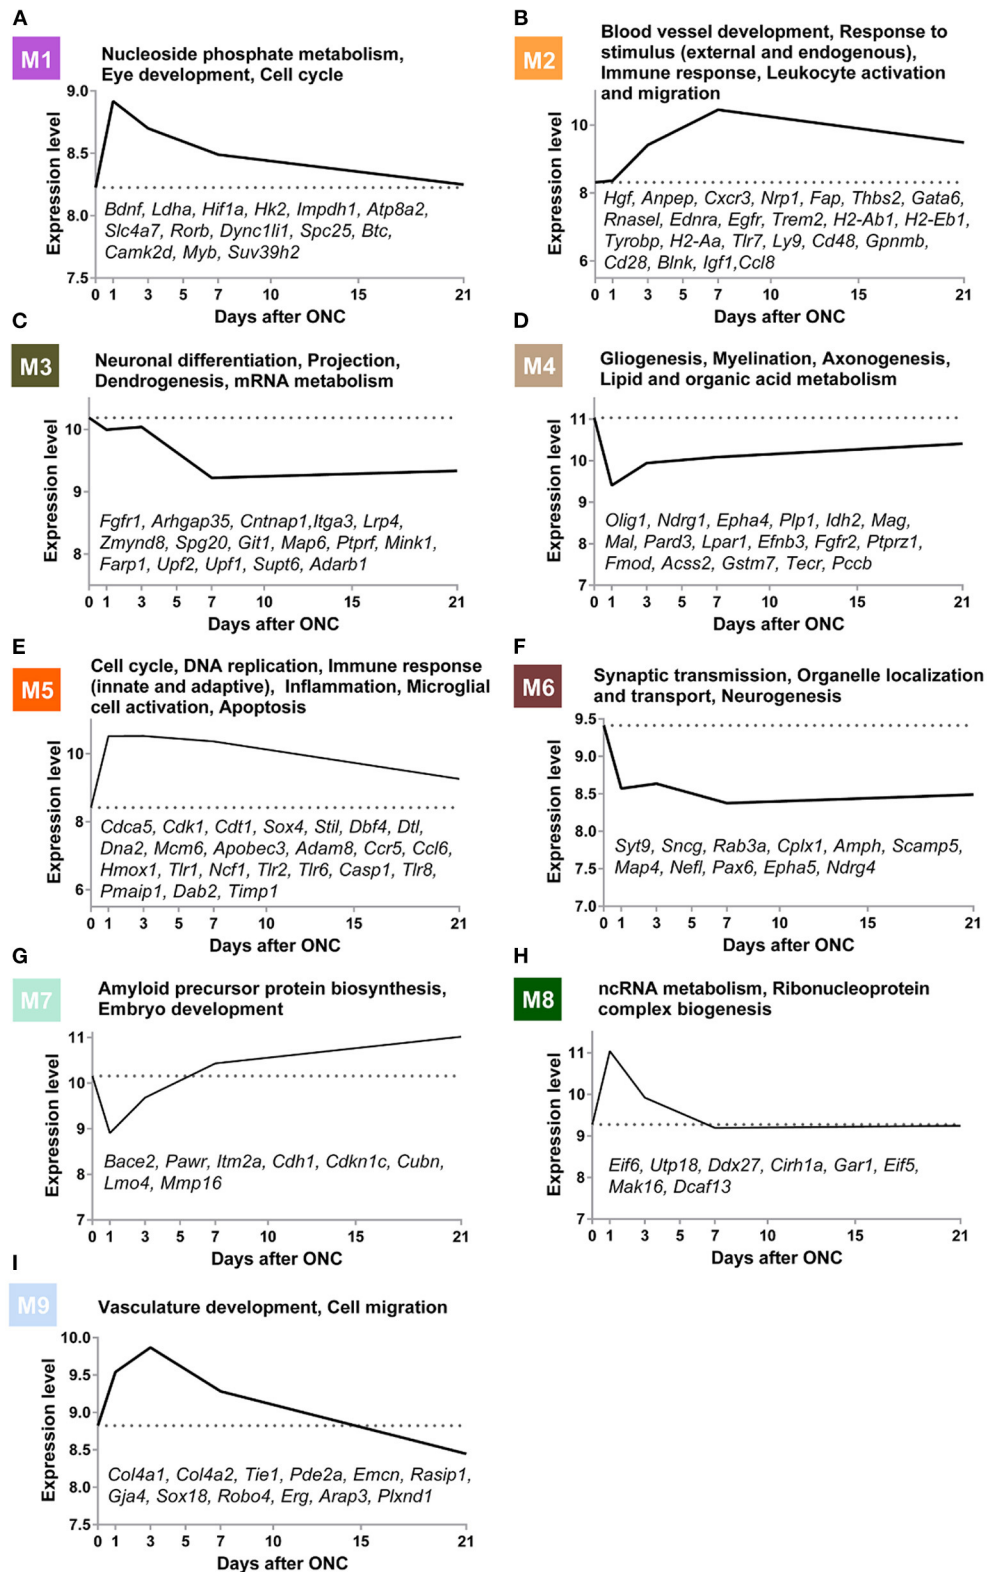 A
M1
Nucleoside phosphate metabolism,
Eye development, Cell cycle
Expression level
9.0
8.5
8.0
7.5
Bdnf, Ldha, Hif1a, Hk2, Impdh1, Atp8a2,
Slc4a7, Rorb, Dync1li1, Spc25, Btc,
Camk2d, Myb, Suv39h2
0 1 3 5 7 10 15 21
Days after ONC
B
M2
Blood vessel development, Response to
stimulus (external and endogenous),
Immune response, Leukocyte activation
and migration
Expression level
10
8
6
Hgf, Anpep, Cxcr3, Nrp1, Fap, Thbs2, Gata6,
Rnasel, Ednra, Egfr, Trem2, H2-Ab1, H2-Eb1,
Tyrobp, H2-Aa, Tlr7, Ly9, Cd48, Gpnmb,
Cd28, Blnk, Igf1,Ccl8
0 1 3 5 7 10 15 21
Days after ONC
C
M3
Neuronal differentiation, Projection,
Dendrogenesis, mRNA metabolism
Expression level
10
9
8
Fgfr1, Arhgap35, Cntnap1,Itga3, Lrp4,
Zmynd8, Spg20, Git1, Map6, Ptprf, Mink1,
Farp1, Upf2, Upf1, Supt6, Adarb1
0 1 3 5 7 10 15 21
Days after ONC
D
M4
Gliogenesis, Myelination, Axonogenesis,
Lipid and organic acid metabolism
Expression level
11
10
9
8
7
Olig1, Ndrg1, Epha4, Plp1, Idh2, Mag,
Mal, Pard3, Lpar1, Efnb3, Fgfr2, Ptprz1,
Fmod, Acss2, Gstm7, Tecr, Pccb
0 1 3 5 7 10 15 21
Days after ONC
E
M5
Cell cycle, DNA replication, Immune response
(innate and adaptive), Inflammation, Microglial
cell activation, Apoptosis
Expression level
10
8
6
Cdca5, Cdk1, Cdt1, Sox4, Stil, Dbf4, Dtl,
Dna2, Mcm6, Apobec3, Adam8, Ccr5, Ccl6,
Hmox1, Tlr1, Ncf1, Tlr2, Tlr6, Casp1, Tlr8,
Pmaip1, Dab2, Timp1
0 1 3 5 7 10 15 21
Days after ONC
F
M6
Synaptic transmission, Organelle localization
and transport, Neurogenesis
Expression level
9.5
9.0
8.5
8.0
7.5
7.0
Syt9, Sncg, Rab3a, Cplx1, Amph, Scamp5,
Map4, Nefl, Pax6, Epha5, Ndrg4
0 1 3 5 7 10 15 21
Days after ONC
G
M7
Amyloid precursor protein biosynthesis,
Embryo development
Expression level
11
10
9
8
7
Bace2, Pawr, Itm2a, Cdh1, Cdkn1c, Cubn,
Lmo4, Mmp16
0 1 3 5 7 10 15 21
Days after ONC
H
M8
ncRNA metabolism, Ribonucleoprotein
complex biogenesis
Expression level
11
10
9
8
7
Eif6, Utp18, Ddx27, Cirh1a, Gar1, Eif5,
Mak16, Dcaf13
0 1 3 5 7 10 15 21
Days after ONC
I
M9
Vasculature development, Cell migration
Expression level
10.0
9.5
9.0
8.5
8.0
7.5
Col4a1, Col4a2, Tie1, Pde2a, Emcn, Rasip1,
Gja4, Sox18, Robo4, Erg, Arap3, Plxnd1
0 1 3 5 7 10 15 21
Days after ONC